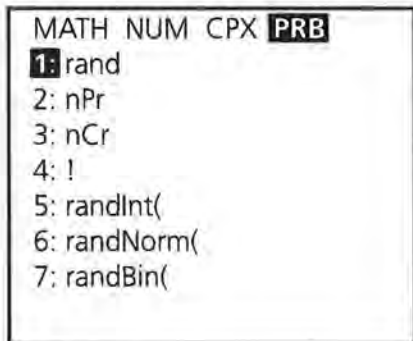 MATH NUM CPX PRB
1: rand
2: nPr
3: nCr
4: !
5: randInt(
6: randNorm(
7: randBin(